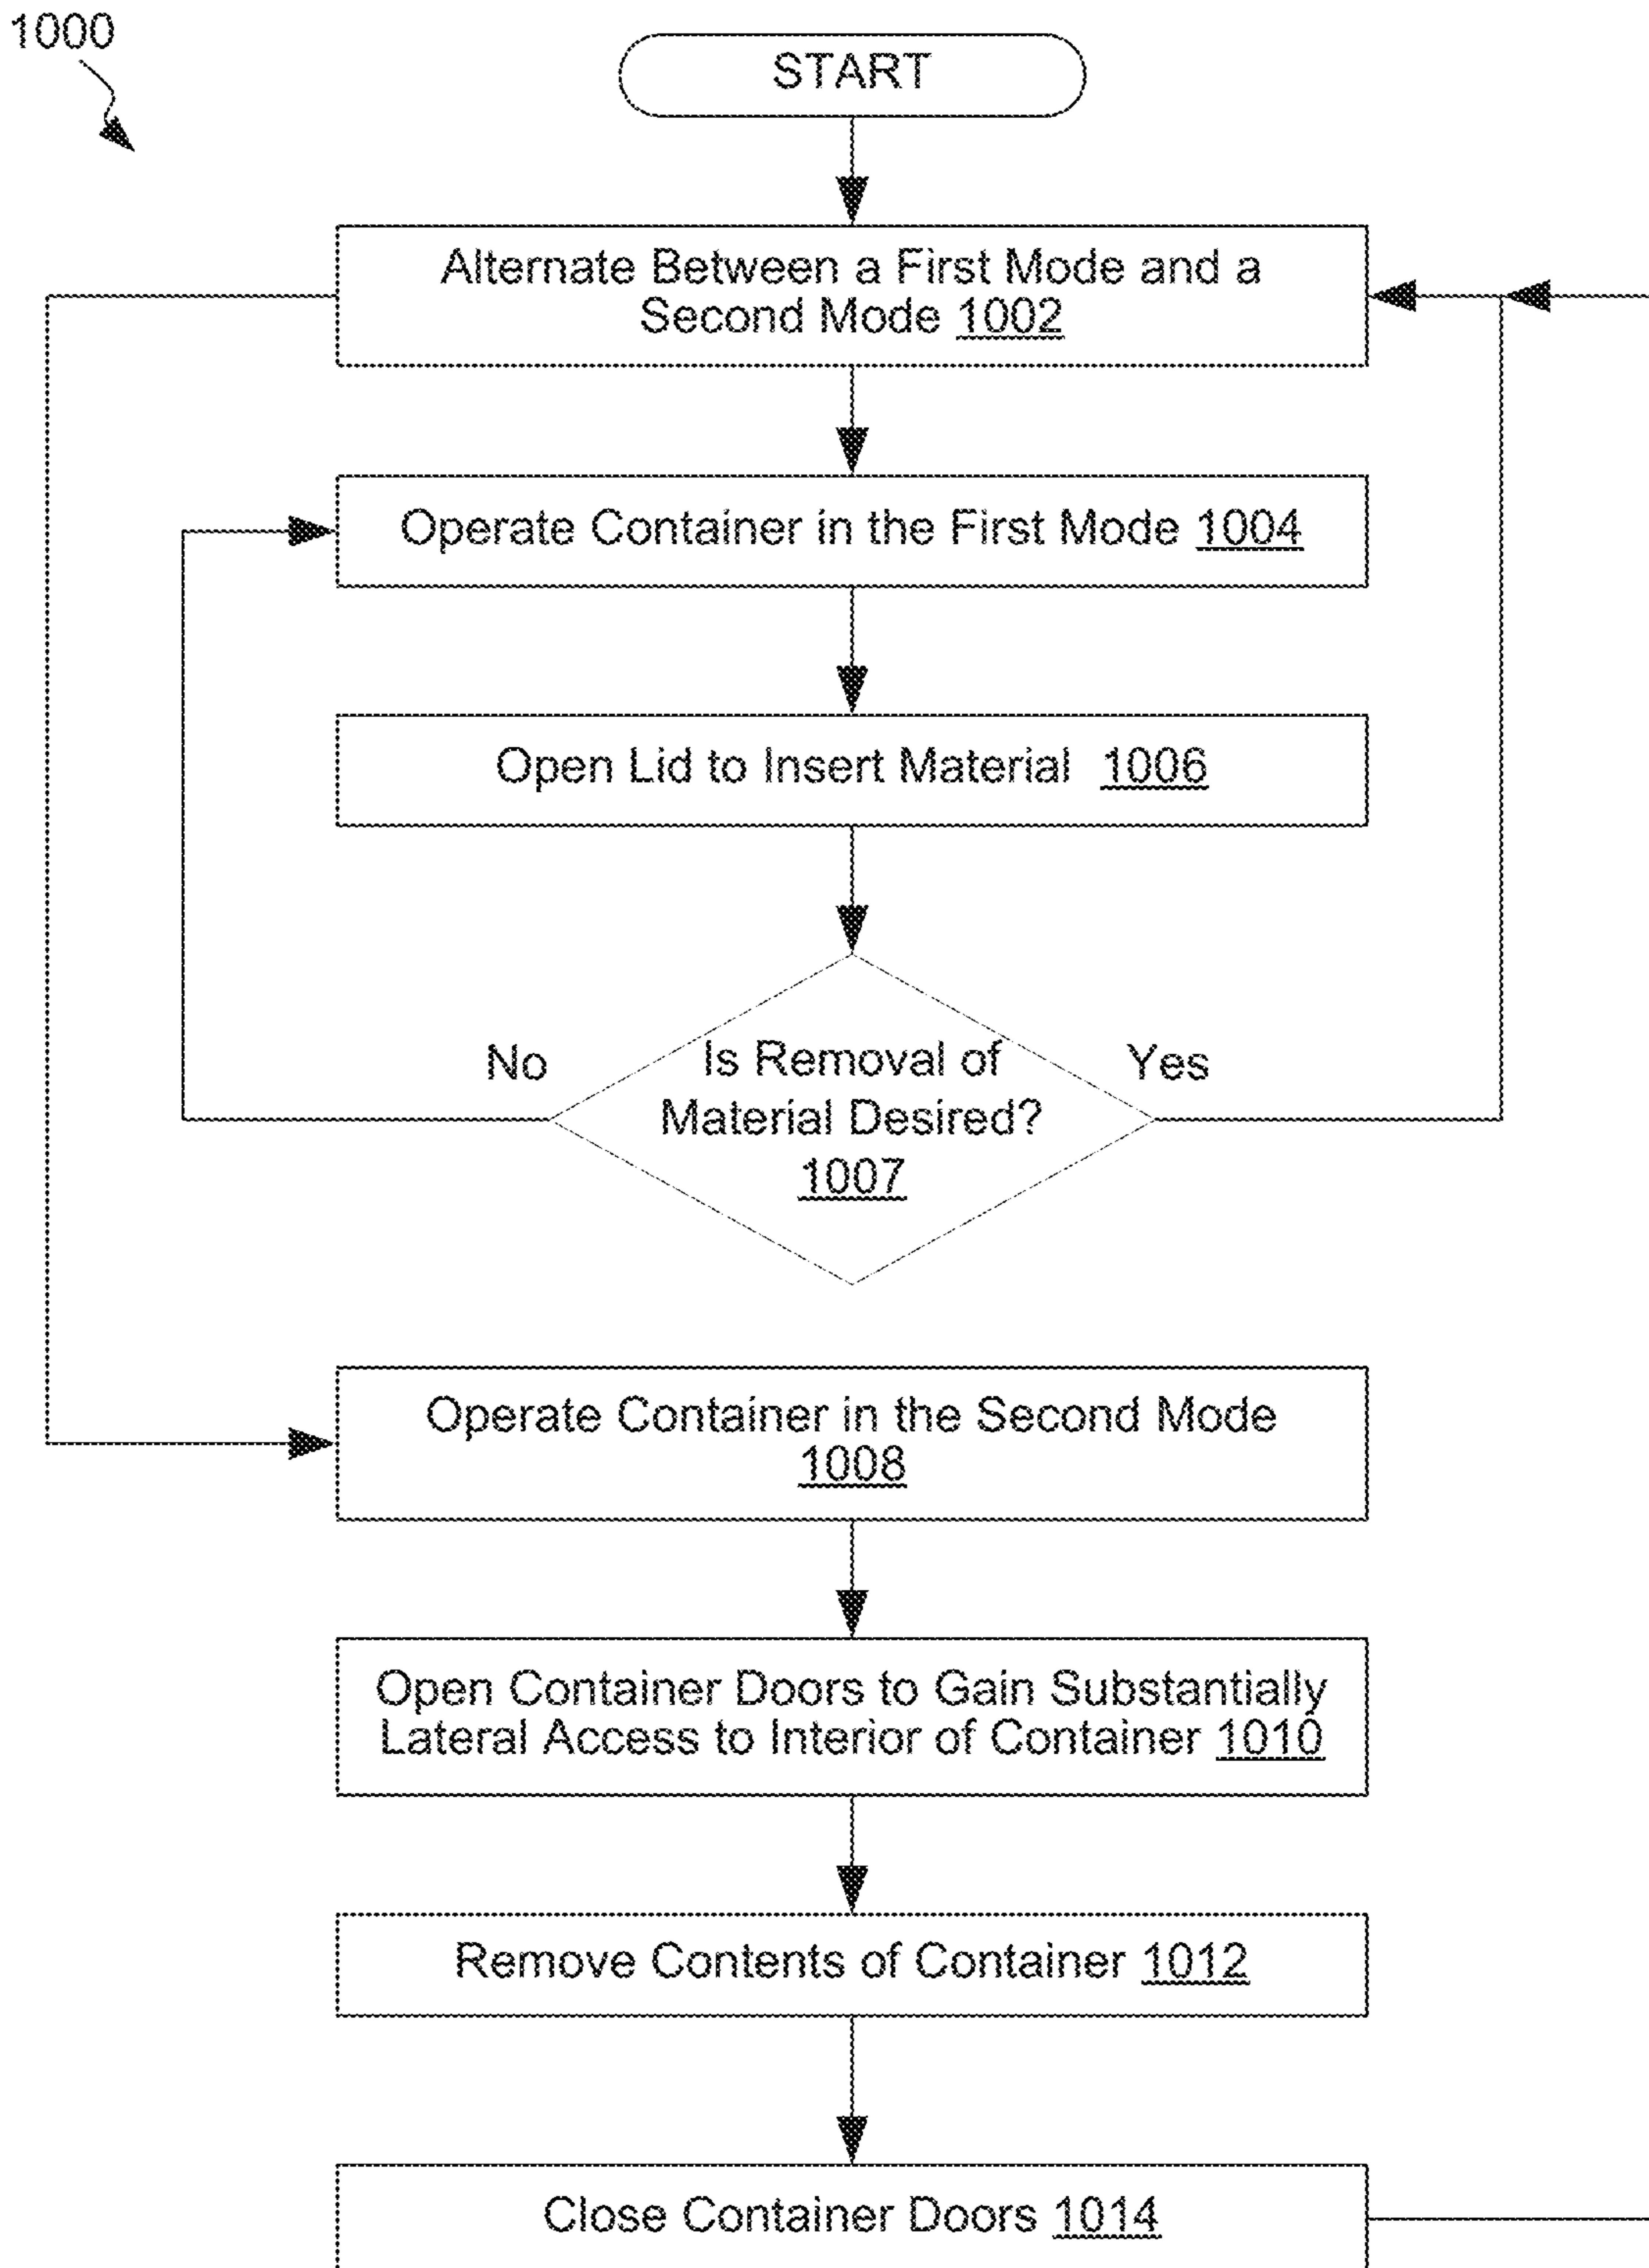 1000
START
Alternate Between a First Mode and a
Second Mode 1002
Operate Container in the First Mode 1004
Open Lid to Insert Material 1006
No
Is Removal of
Yes
Material Desired?
1007
Operate Container in the Second Mode
1008
Open Container Doors to Gain Substantially
Lateral Access to Interior of Container 1010
Remove Contents of Container 1012
Close Container Doors 1014